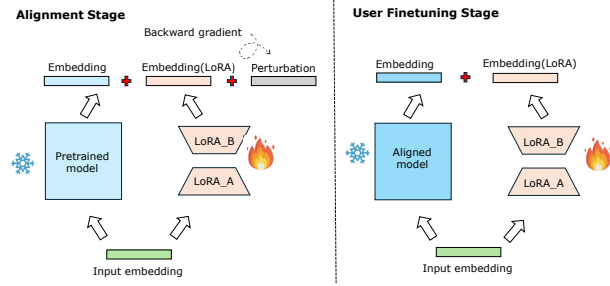 Alignment Stage
Backward gradient
Embedding
Embedding(LoRA)
Perturbation
Pretrained
model
LoRA_B
LoRA_A
Input embedding
User Finetuning Stage
Embedding
Embedding(LoRA)
Aligned
model
LoRA_B
LoRA_A
Input embedding